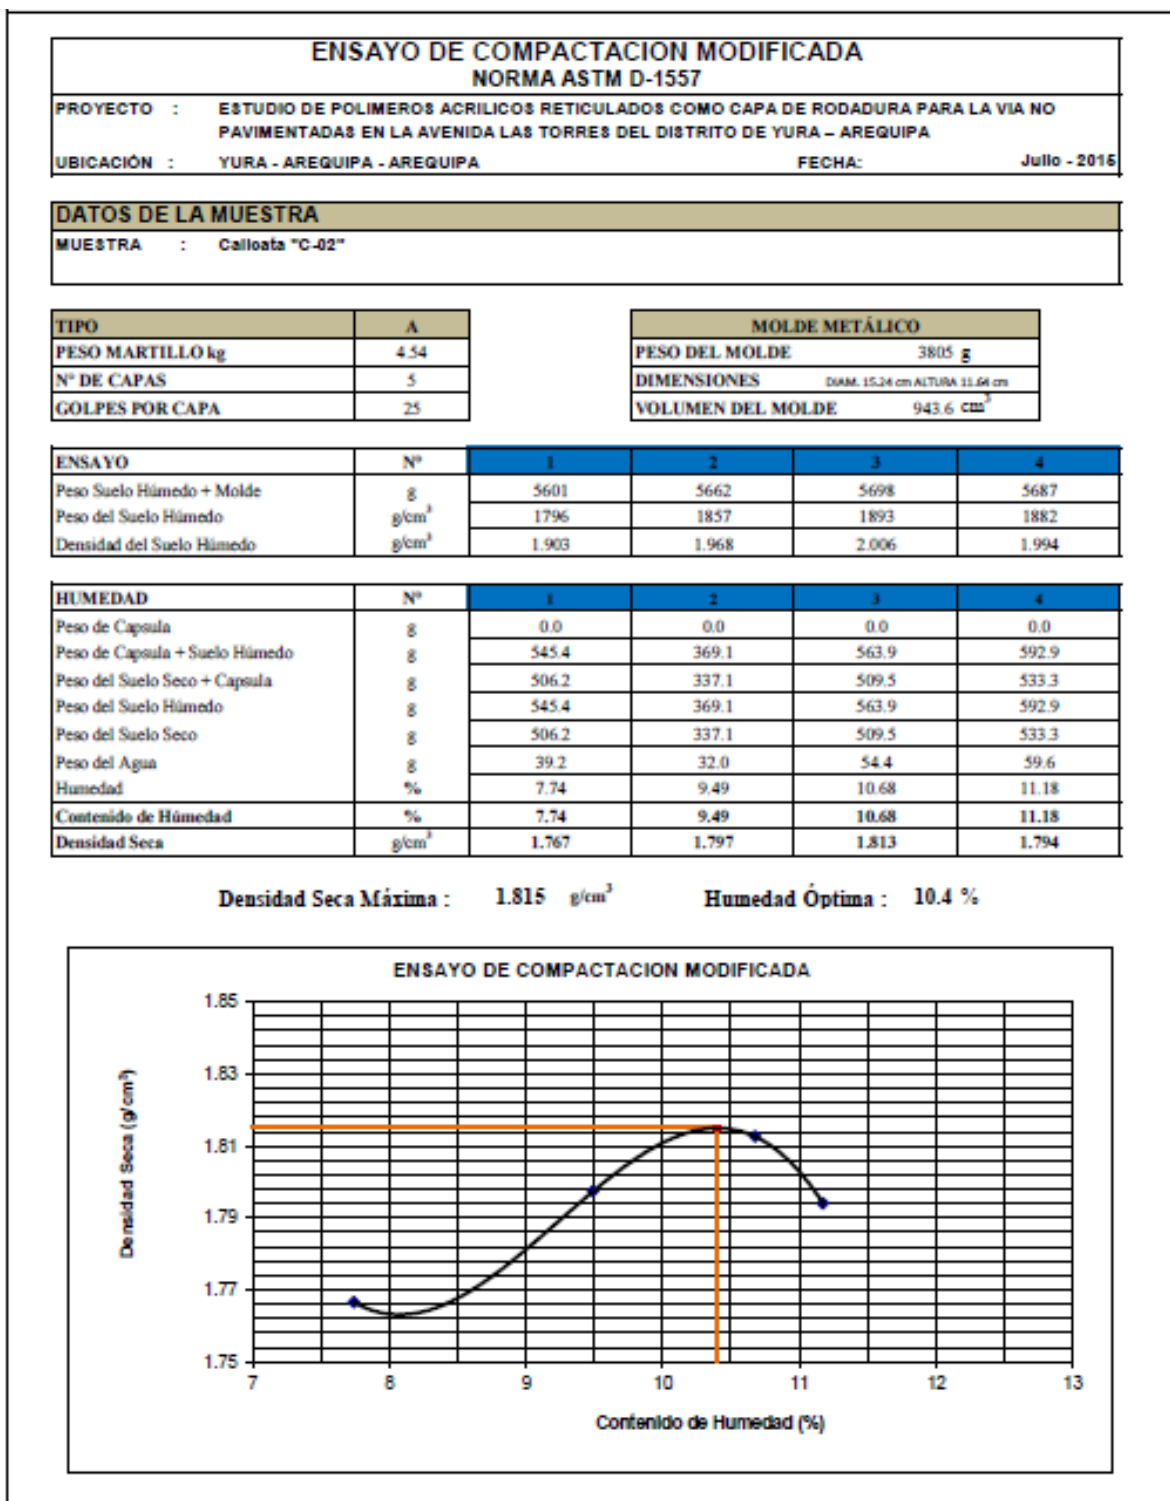 ENSAYO DE COMPACTACION MODIFICADA
NORMA ASTM D-1557
PROYECTO : ESTUDIO DE POLIMEROS ACRILICOS RETICULADOS COMO CAPA DE RODADURA PARA LA VIA NO
PAVIMENTADAS EN LA AVENIDA LAS TORRES DEL DISTRITO DE YURA – AREQUIPA
UBICACIÓN : YURA - AREQUIPA - AREQUIPA FECHA: Julio - 2015
DATOS DE LA MUESTRA
MUESTRA : Calicata "C-02"
TIPO A
PESO MARTILLO kg 4.54
Nº DE CAPAS 5
GOLPES POR CAPA 25
MOLDE METÁLICO
PESO DEL MOLDE 3805 g
DIMENSIONES DIAM. 15.24 cm ALTURA 11.64 cm
VOLUMEN DEL MOLDE 943.6 cm³
ENSAYO Nº 1 2 3 4
Peso Suelo Húmedo + Molde g 5601 5662 5698 5687
Peso del Suelo Húmedo g/cm³ 1796 1857 1893 1882
Densidad del Suelo Húmedo g/cm³ 1.903 1.968 2.006 1.994
HUMEDAD Nº 1 2 3 4
Peso de Capsula g 0.0 0.0 0.0 0.0
Peso de Capsula + Suelo Húmedo g 545.4 369.1 563.9 592.9
Peso del Suelo Seco + Capsula g 506.2 337.1 509.5 533.3
Peso del Suelo Húmedo g 545.4 369.1 563.9 592.9
Peso del Suelo Seco g 506.2 337.1 509.5 533.3
Peso del Agua g 39.2 32.0 54.4 59.6
Humedad % 7.74 9.49 10.68 11.18
Contenido de Húmedad % 7.74 9.49 10.68 11.18
Densidad Seca g/cm³ 1.767 1.797 1.813 1.794
Densidad Seca Máxima : 1.815 g/cm³ Humedad Óptima : 10.4 %
ENSAYO DE COMPACTACION MODIFICADA
Densidad Seca (g/cm³)
1.85
1.83
1.81
1.79
1.77
1.75
7 8 9 10 11 12 13
Contenido de Humedad (%)